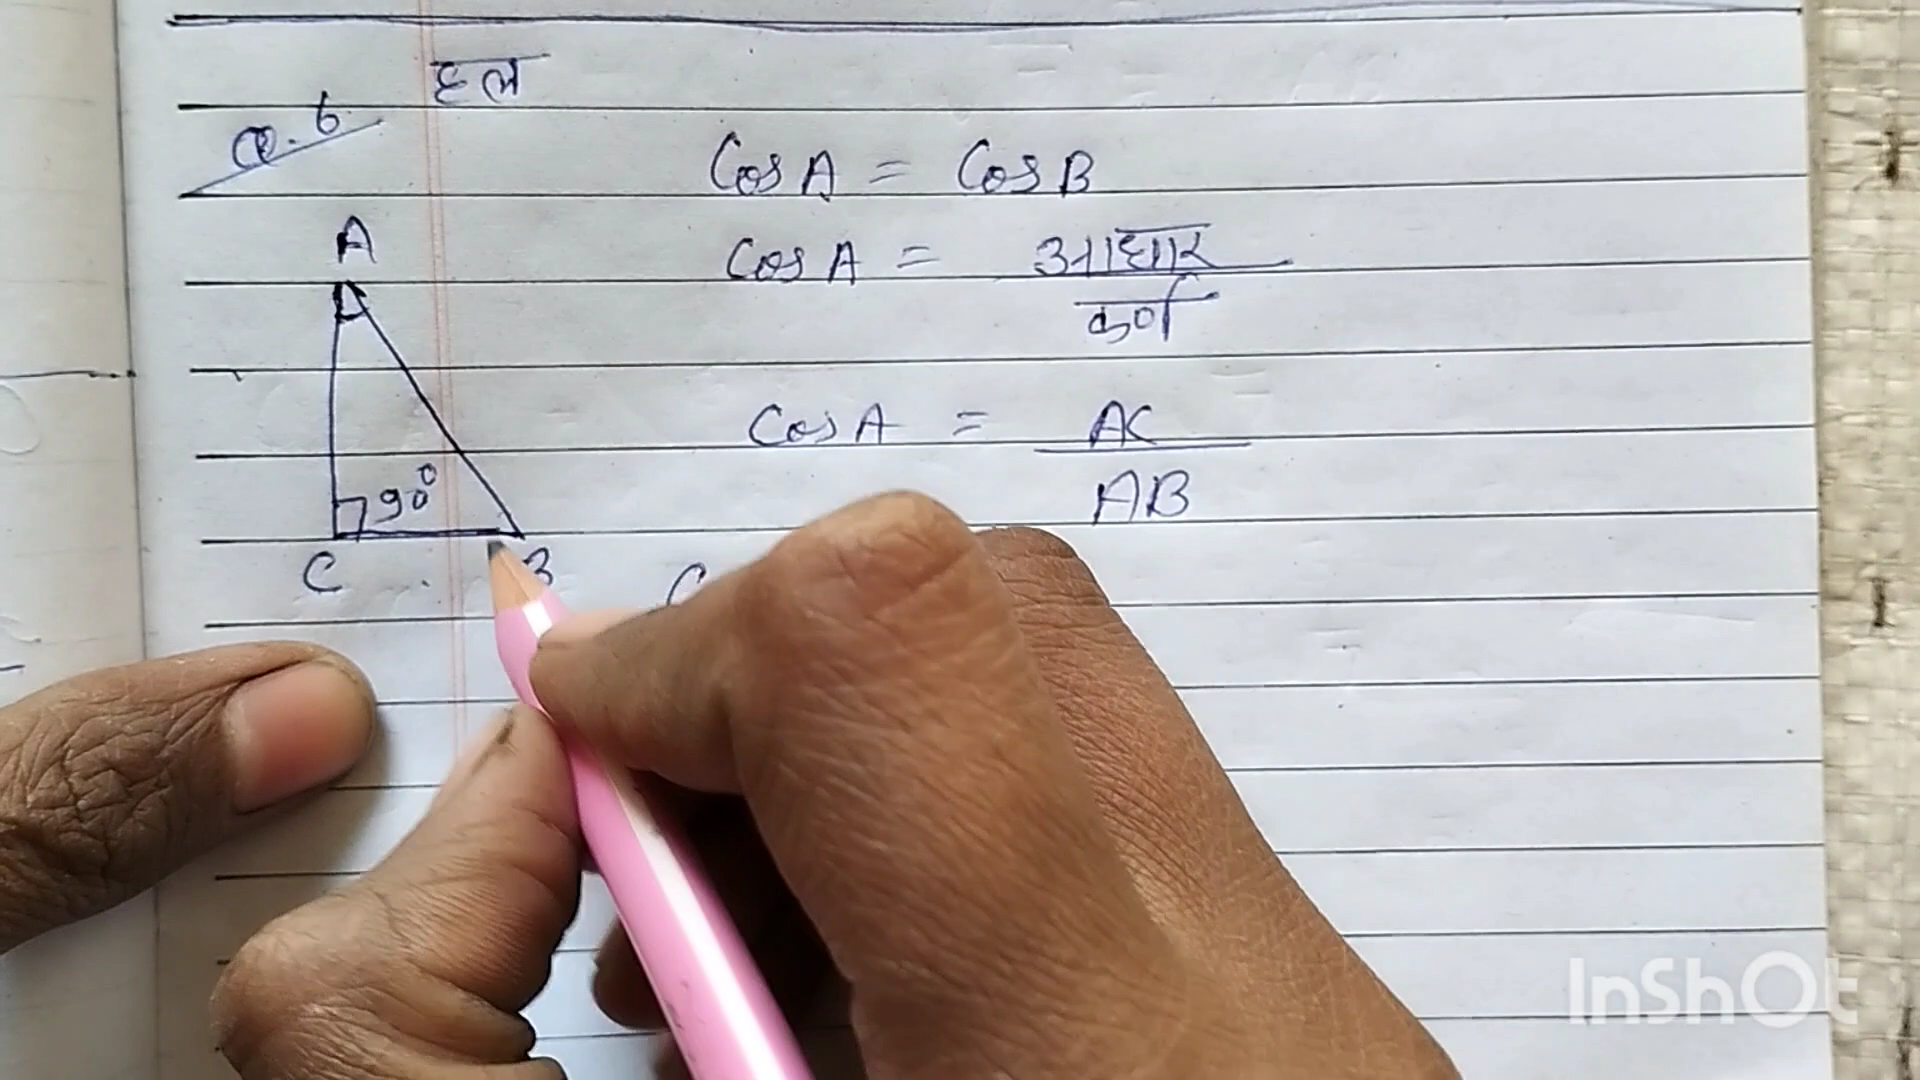 हल
Q. 6
Cos A = Cos B
A
Cos A = आधार
कर्ण
Cos A = AC
AB
90°
C B
C
InShOt